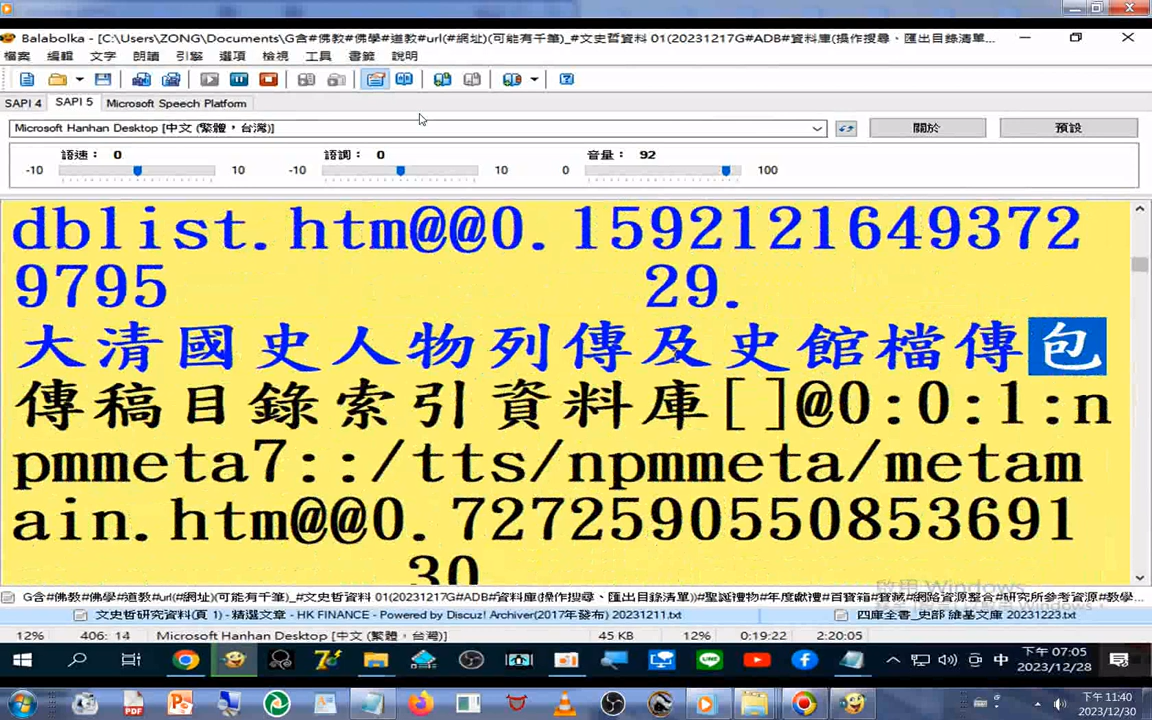 Balabolka - [C:\Users\ZONG\Documents\G含#佛教#佛學#道教#url(#網址)(可能有千筆)_#文史哲資料 01(20231217G#ADB#資料庫(操作搜尋、匯出目錄清單...
檔案 編輯 文字 朗讀 引擎 選項 檢視 工具 書籤 說明
SAPI 4 SAPI 5 Microsoft Speech Platform
Microsoft Hanhan Desktop [中文 (繁體，台灣)] 關於 預設
語速： 0 語調： 0 音量： 92
-10 10 -10 10 0 100
dblist.htm@@0.1592121649372
9795 29.
大清國史人物列傳及史館檔傳包
傳稿目錄索引資料庫[]@0:0:1:n
pmmeta7::/tts/npmmeta/metam
ain.htm@@0.7272590550853691
30.
啟用 Windows
G含#佛教#佛學#道教#url(#網址)(可能有千筆)_#文史哲資料 01(20231217G#ADB#資料庫(操作搜尋、匯出目錄清單))#聖誕禮物#年度獻禮#百寶箱#寶藏#網路資源整合#研究所參考資源#教學...
文史哲研究資料(頁 1) - 精選文章 - HK FINANCE - Powered by Discuz! Archiver(2017年發布) 20231211.txt 四庫全書_史部 維基文庫 20231223.txt
12% 406: 14 Microsoft Hanhan Desktop [中文 (繁體，台灣)] 45 KB 12% 0:19:22 2:20:05
中 下午 07:05
2023/12/28
下午 11:40
2023/12/30